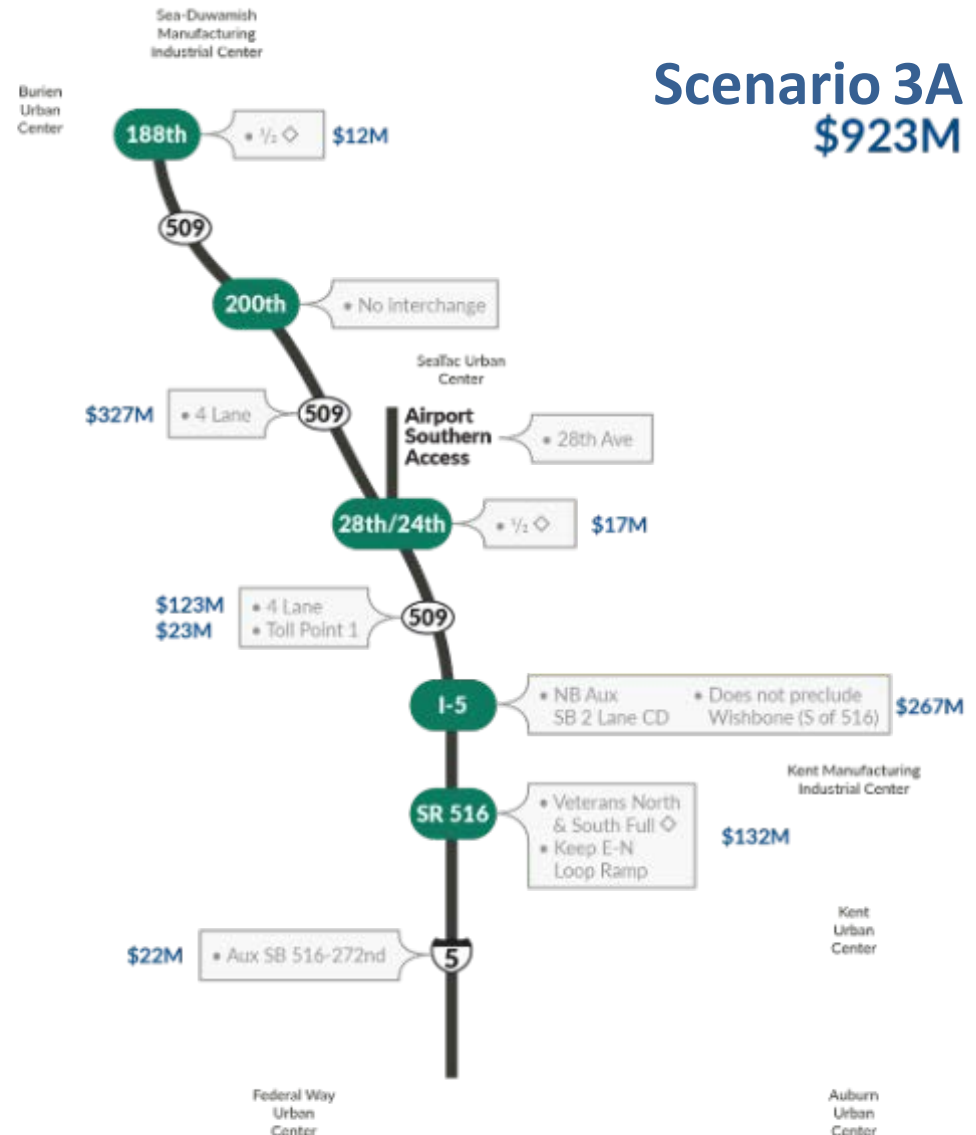 Sea-Duwamish
Manufacturing
Industrial Center
Burien
Urban
Center
Scenario 3A
$923M
188th
• ½ ◇
$12M
509
200th
• No interchange
SeaTac Urban
Center
$327M
• 4 Lane
509
Airport
Southern
Access
• 28th Ave
28th/24th
• ½ ◇
$17M
$123M
• 4 Lane
$23M
• Toll Point 1
509
I-5
• NB Aux
SB 2 Lane CD
• Does not preclude
Wishbone (S of 516)
$267M
Kent Manufacturing
Industrial Center
SR 516
• Veterans North
& South Full ◇
• Keep E-N
Loop Ramp
$132M
Kent
Urban
Center
$22M
• Aux SB 516-272nd
5
Federal Way
Urban
Center
Auburn
Urban
Center